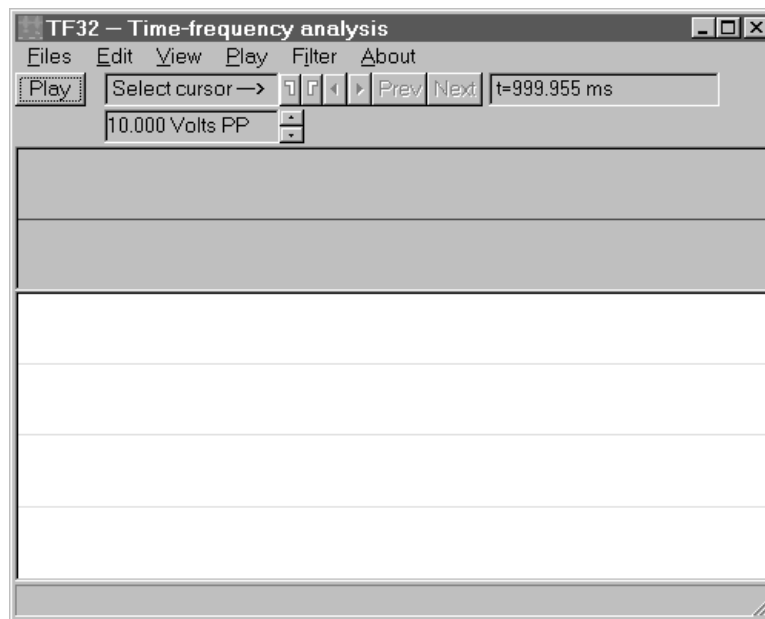 TF32 – Time-frequency analysis
Files Edit View Play Filter About
Play Select cursor —> Prev Next t=999.955 ms
10.000 Volts PP